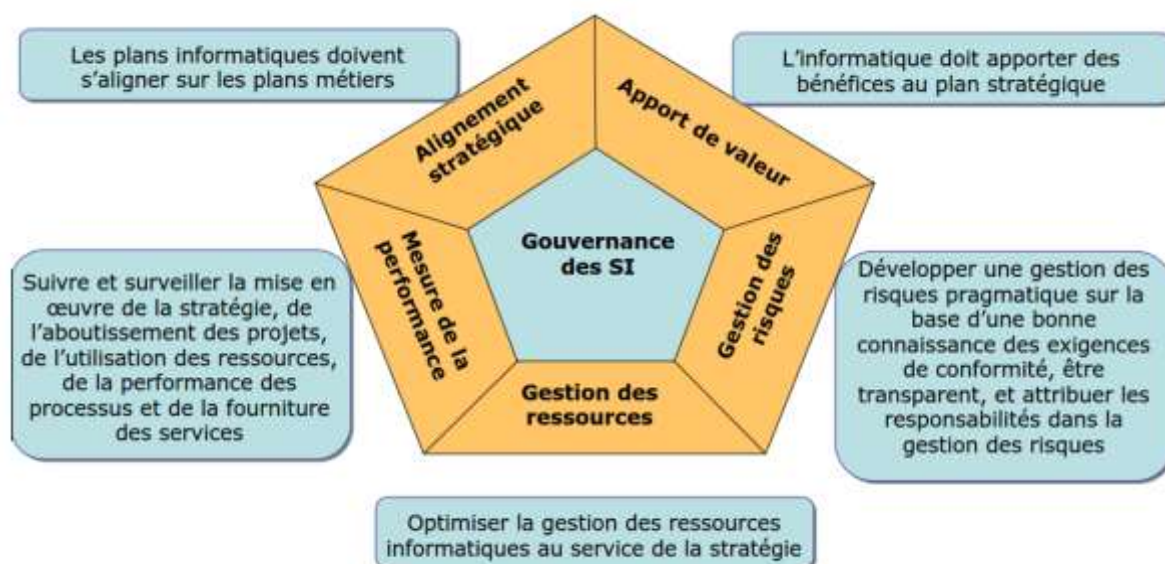 Les plans informatiques doivent
s'aligner sur les plans métiers
L'informatique doit apporter des
bénéfices au plan stratégique
Alignement
stratégique
Apport de valeur
Gouvernance
des SI
Mesure de la
performance
Gestion des
risques
Gestion des
ressources
Suivre et surveiller la mise en
œuvre de la stratégie, de
l'aboutissement des projets,
de l'utilisation des ressources,
de la performance des
processus et de la fourniture
des services
Développer une gestion des
risques pragmatique sur la
base d'une bonne
connaissance des exigences
de conformité, être
transparent, et attribuer les
responsabilités dans la
gestion des risques
Optimiser la gestion des ressources
informatiques au service de la stratégie